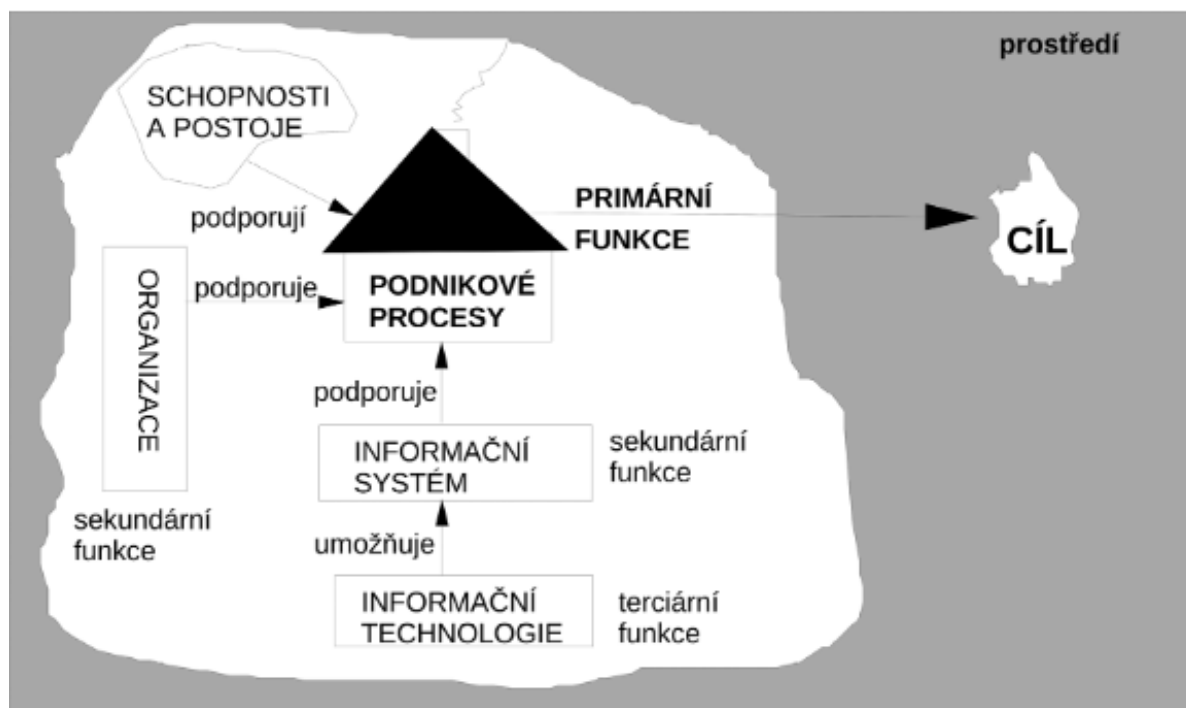 prostředí
SCHOPNOSTI
A POSTOJE
podporují
PRIMÁRNÍ
FUNKCE
CÍL
ORGANIZACE
podporuje
PODNIKOVÉ
PROCESY
podporuje
INFORMAČNÍ
SYSTÉM
sekundární
funkce
sekundární
funkce
umožňuje
INFORMAČNÍ
TECHNOLOGIE
terciární
funkce